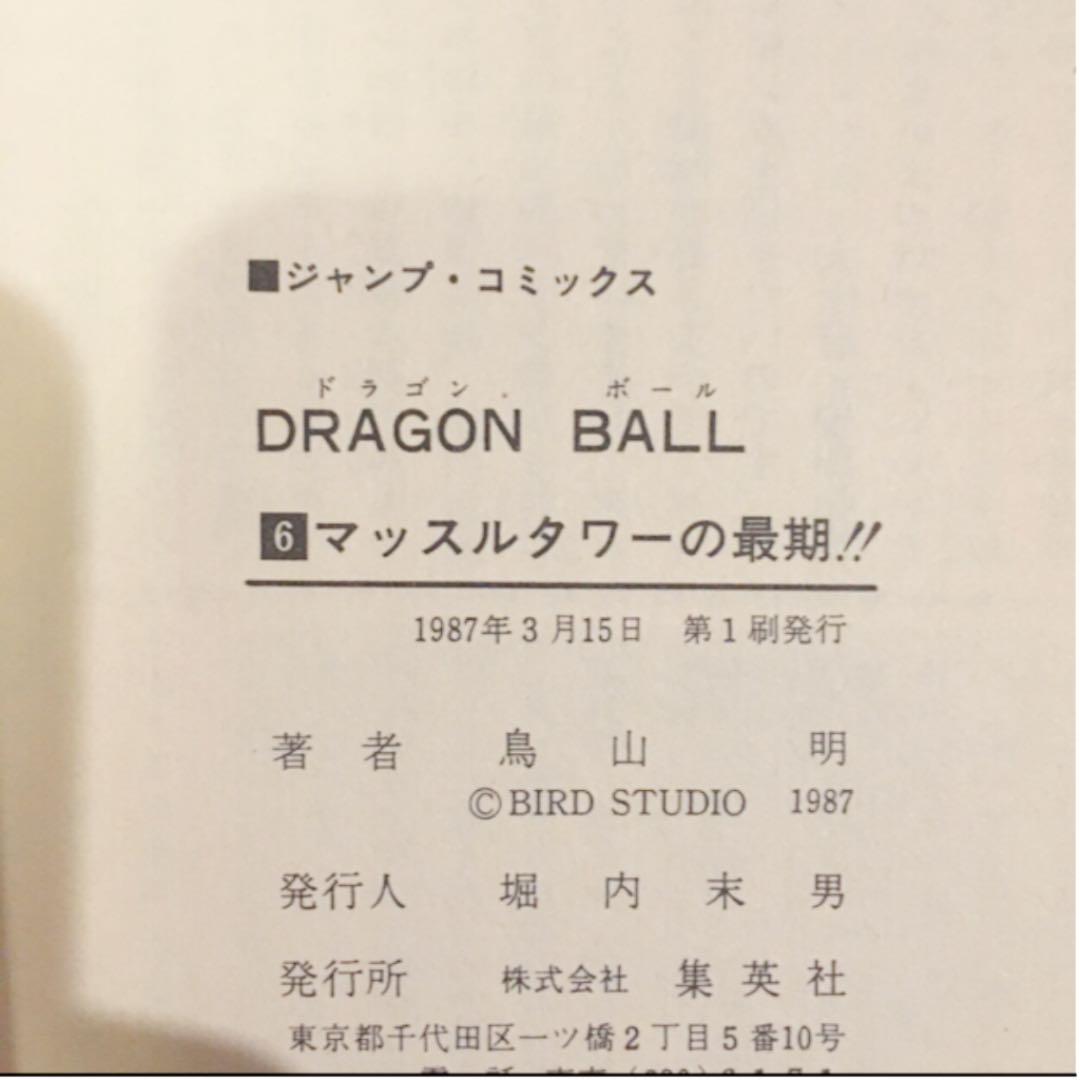 ■ジャンプ・コミックス
ドラゴン・ ボール
DRAGON BALL
6 マッスルタワーの最期!!
1987年3月15日 第1刷発行
著者 鳥山 明
©BIRD STUDIO 1987
発行人 堀内末男
発行所 株式会社 集英社
東京都千代田区一ツ橋2丁目5番10号